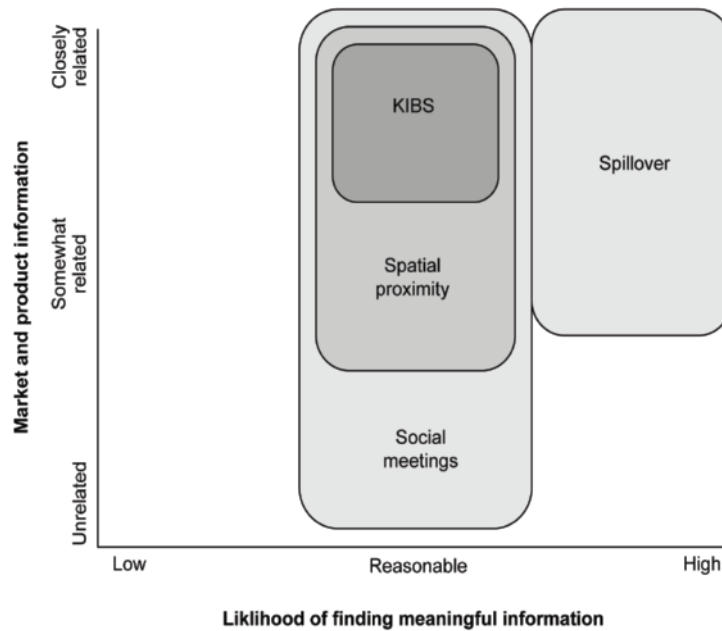 Closely
related
KIBS
Spillover
Market and product information
Somewhat
related
Spatial
proximity
Social
meetings
Unrelated
Low
Reasonable
High
Liklihood of finding meaningful information